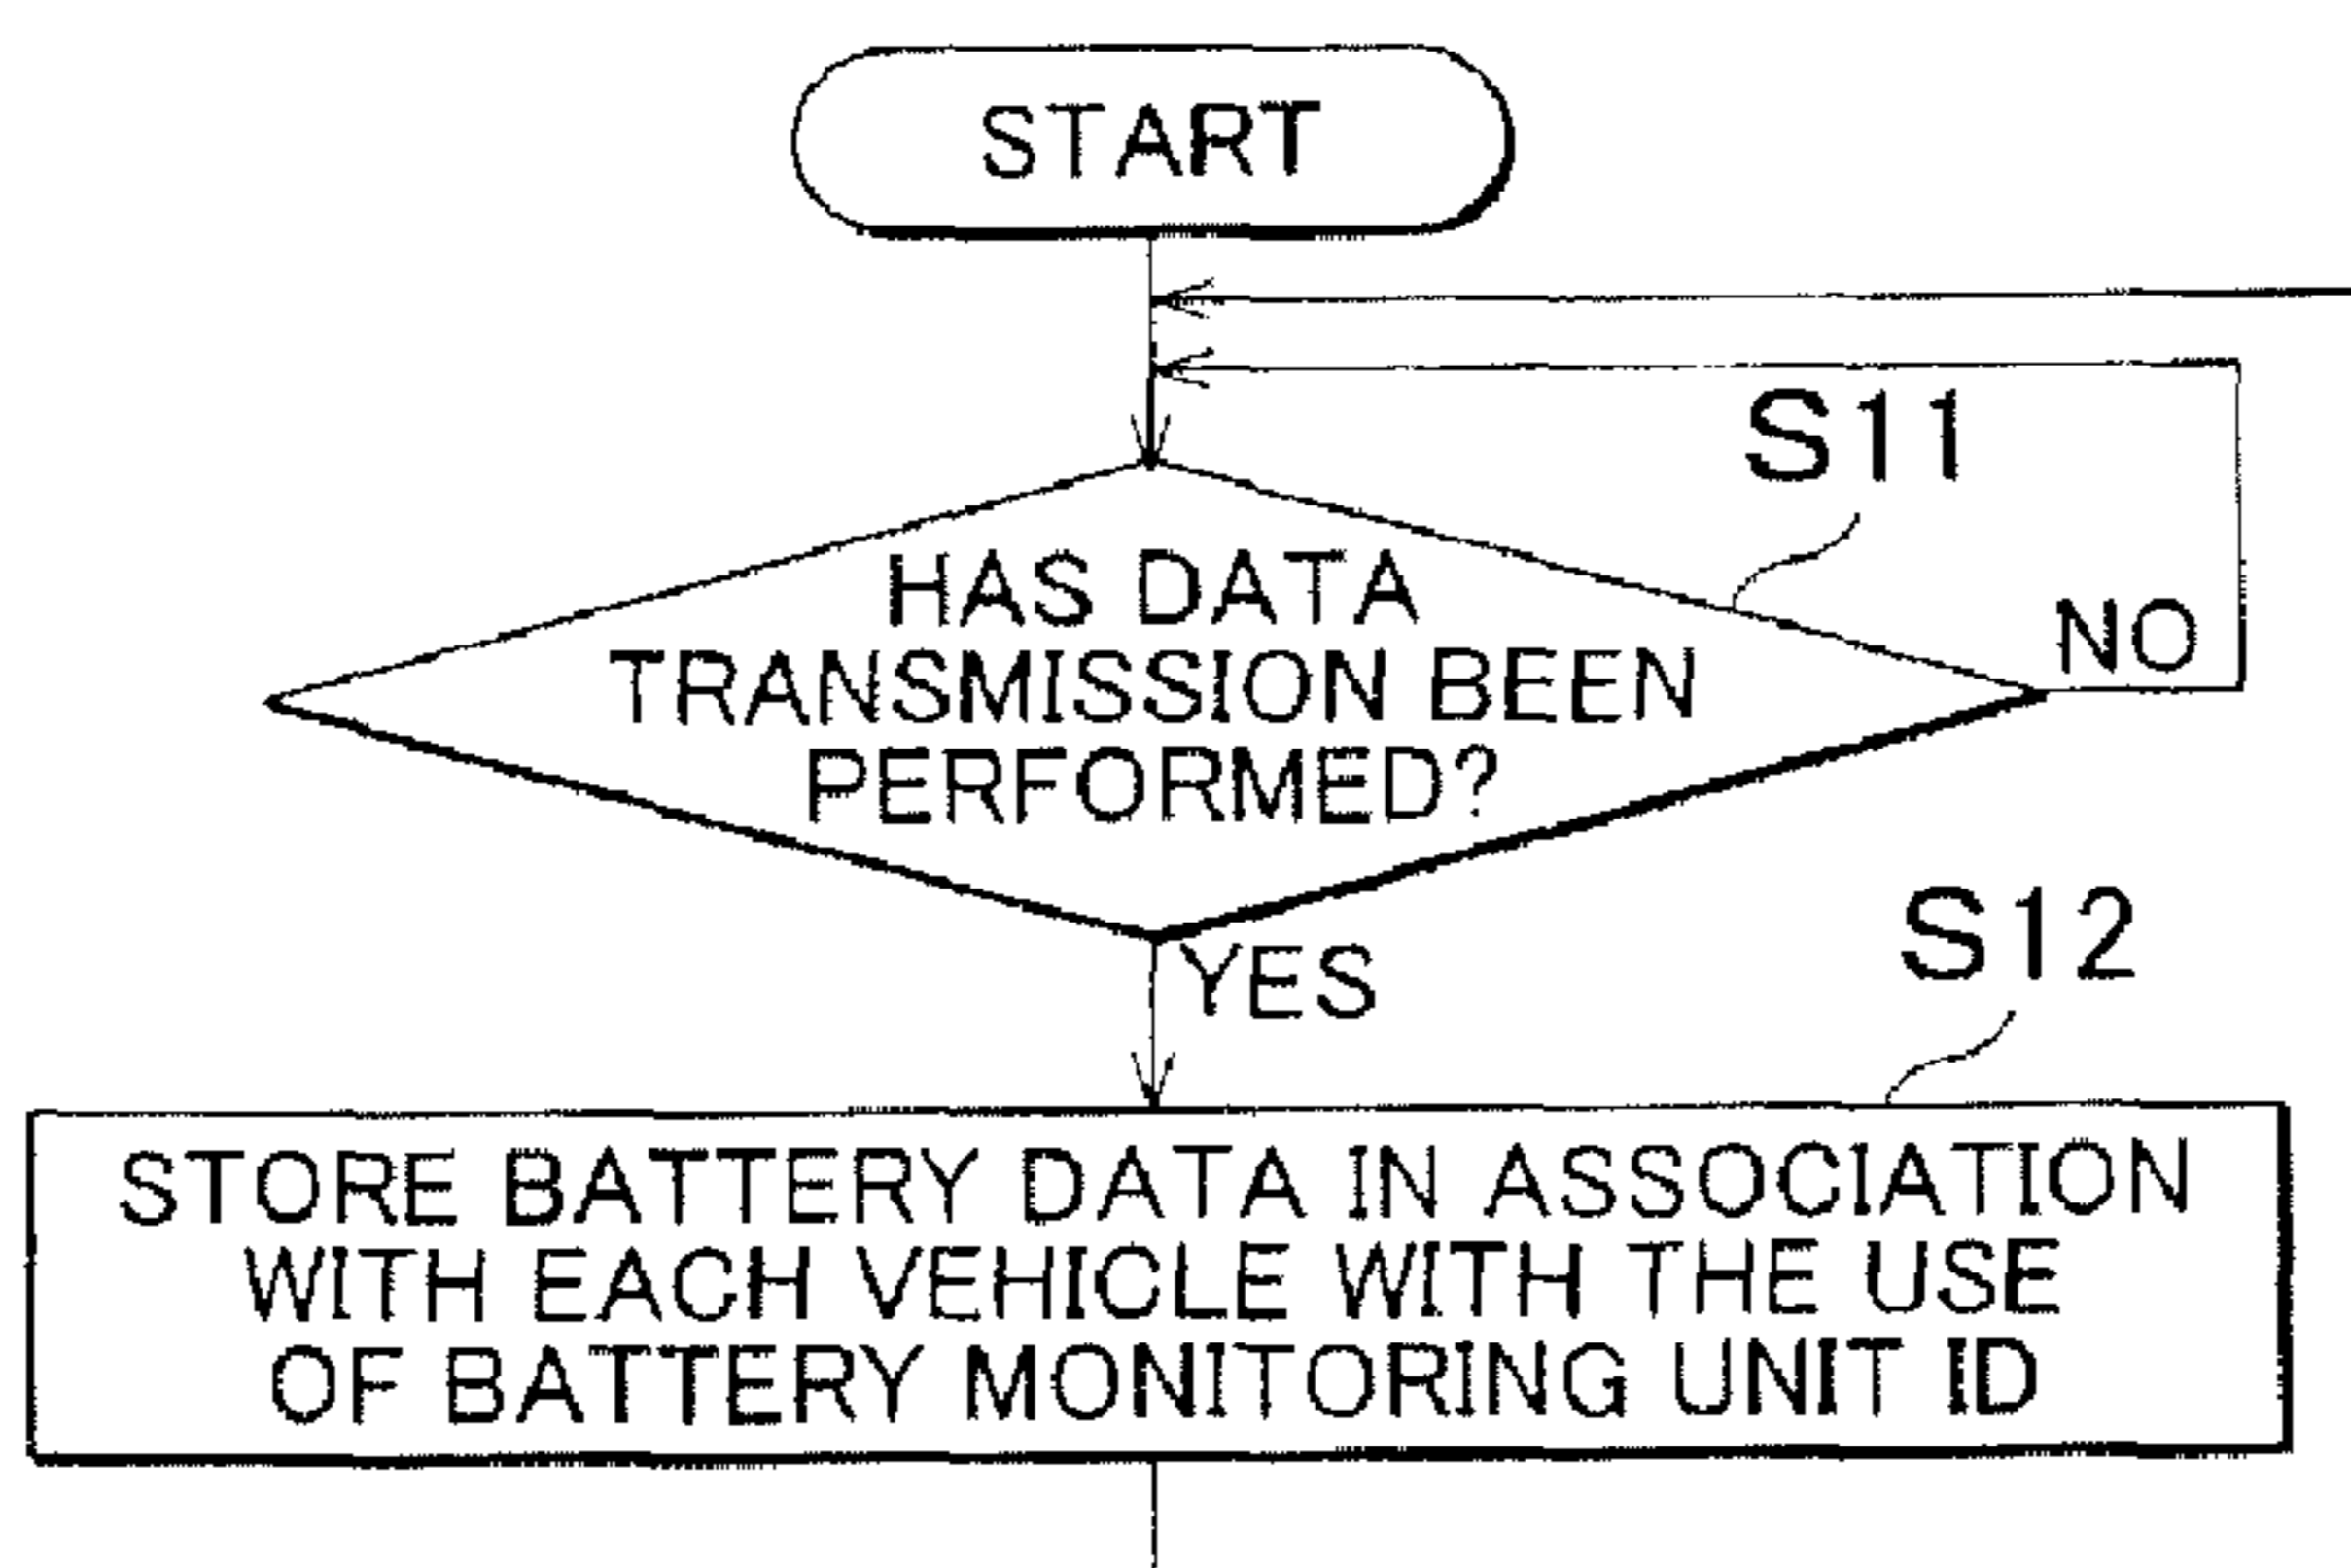 START
S11
HAS DATA
TRANSMISSION BEEN
PERFORMED?
NO
YES
S12
STORE BATTERY DATA IN ASSOCIATION
WITH EACH VEHICLE WITH THE USE
OF BATTERY MONITORING UNIT ID